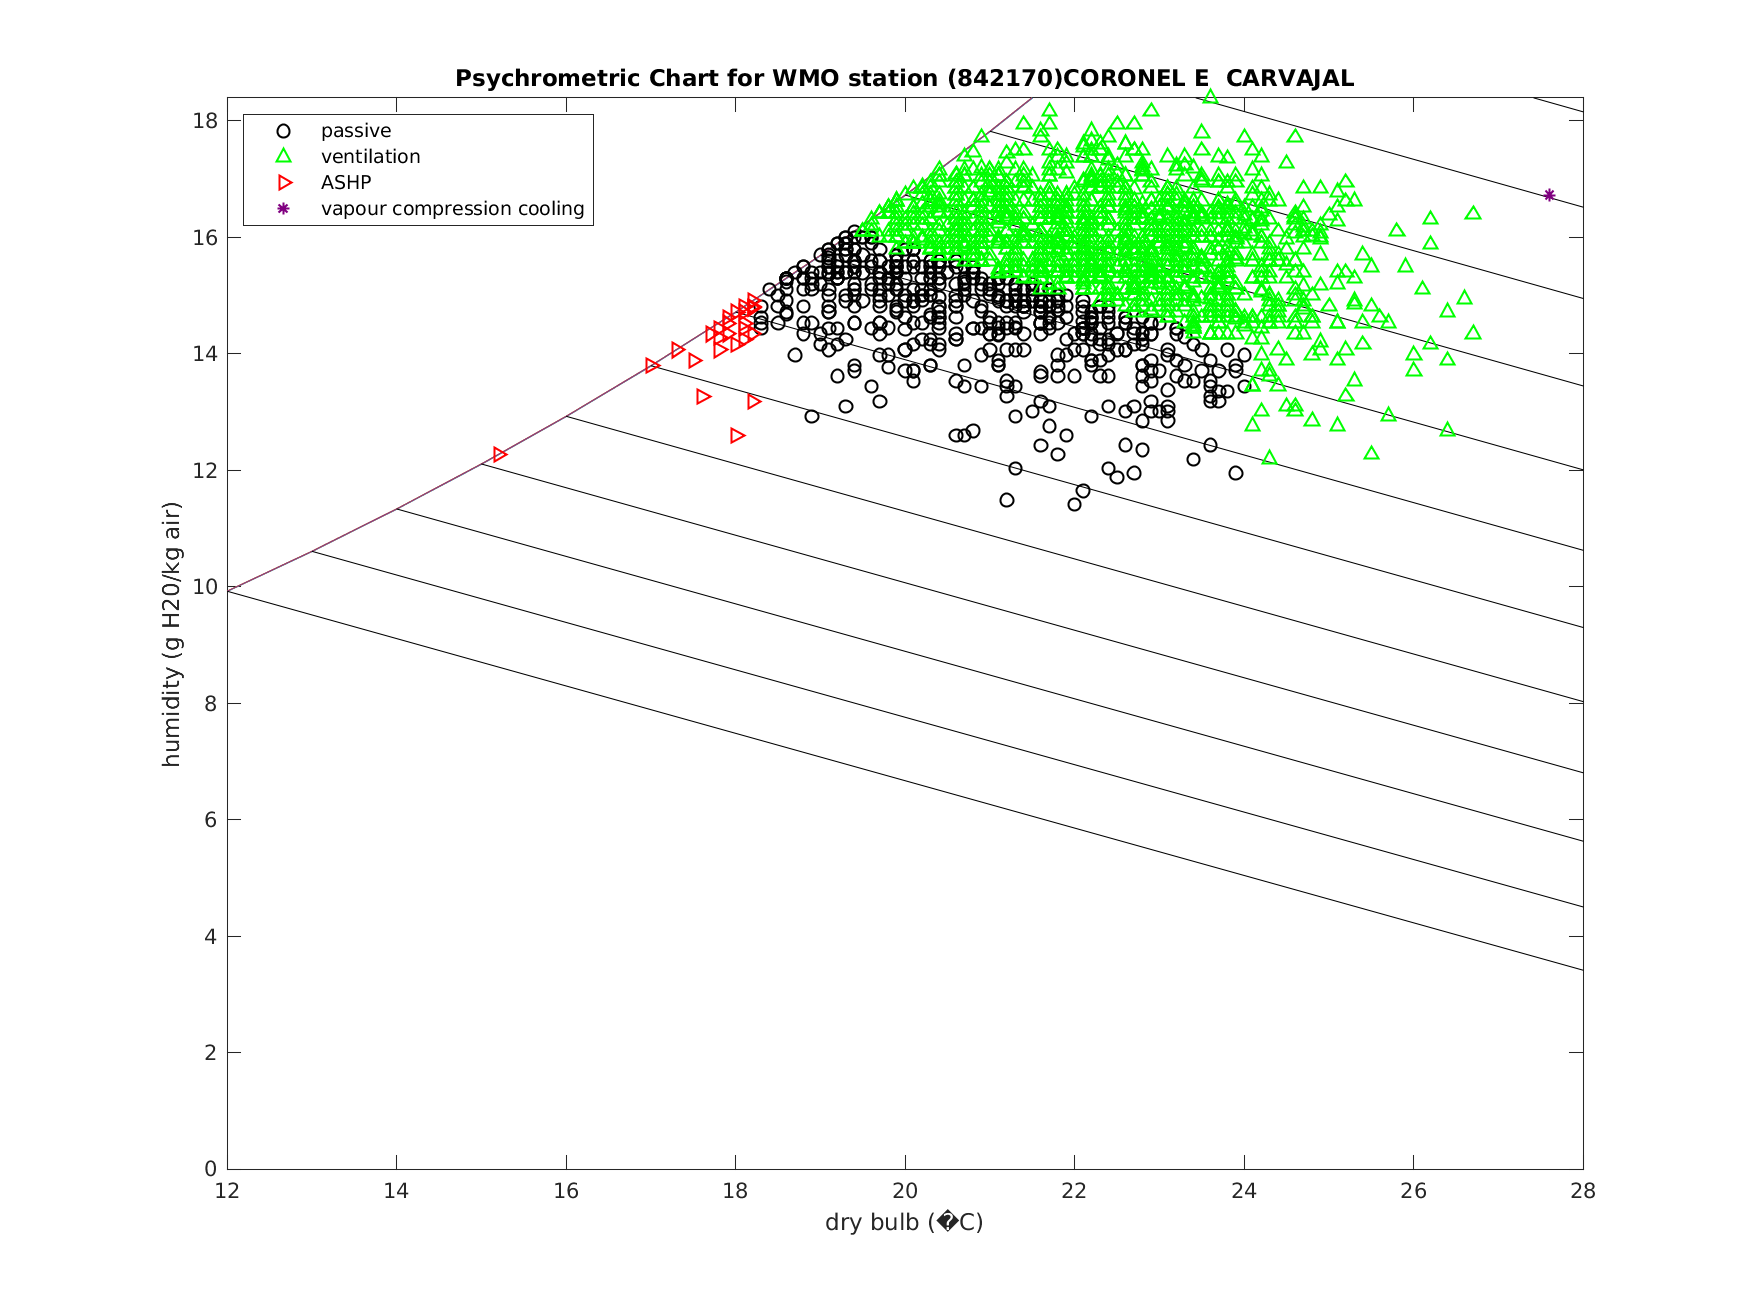 Psychrometric Chart for WMO station (842170)CORONEL E  CARVAJAL
passive
ventilation
ASHP
vapour compression cooling
18
16
14
12
10
8
6
4
2
0
humidity (g H20/kg air)
12 14 16 18 20 22 24 26 28
dry bulb (�C)